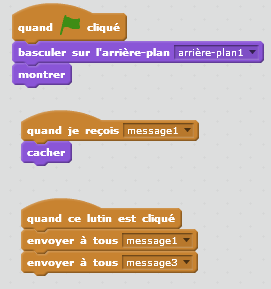 quand cliqué
basculer sur l'arrière-plan arrière-plan1
montrer
quand je reçois message1
cacher
quand ce lutin est cliqué
envoyer à tous message1
envoyer à tous message3